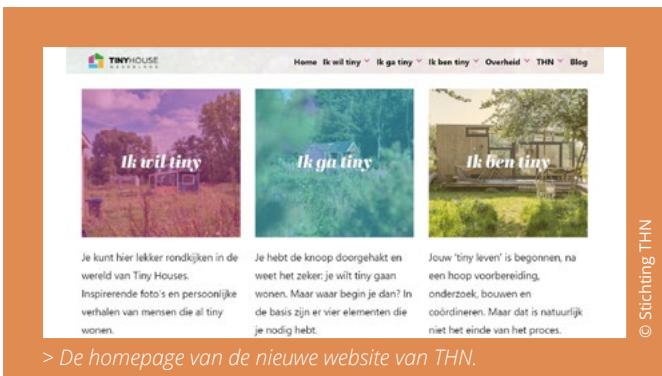 TINYHOUSE
NEDERLAND
Home Ik wil tiny Ik ga tiny Ik ben tiny Overheid THN Blog
Ik wil tiny
Ik ga tiny
Ik ben tiny
Je kunt hier lekker rondkijken in de
wereld van Tiny Houses.
Inspirerende foto's en persoonlijke
verhalen van mensen die al tiny
wonen.
Je hebt de knoop doorgehakt en
weet het zeker: je wilt tiny gaan
wonen. Maar waar begin je dan? In
de basis zijn er vier elementen die
je nodig hebt.
Jouw 'tiny leven' is begonnen, na
een hoop voorbereiding,
onderzoek, bouwen en
coördineren. Maar dat is natuurlijk
niet het einde van het proces.
© Stichting THN
> De homepage van de nieuwe website van THN.